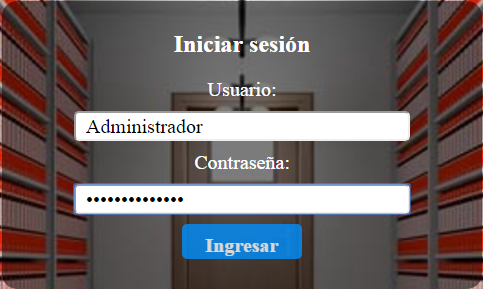 Iniciar sesión
Usuario:
Administrador
Contraseña:
••••••••••••••
Ingresar